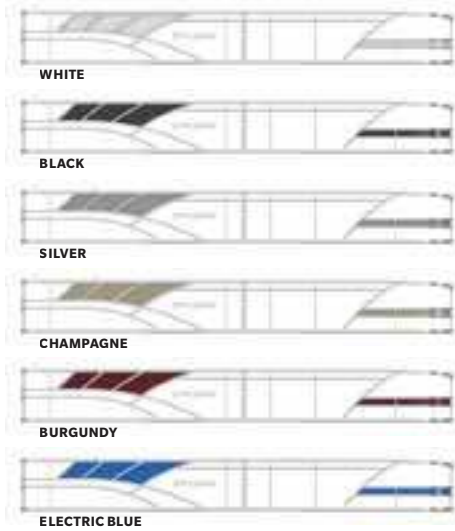 WHITE
BLACK
SILVER
CHAMPAGNE
BURGUNDY
ELECTRIC BLUE